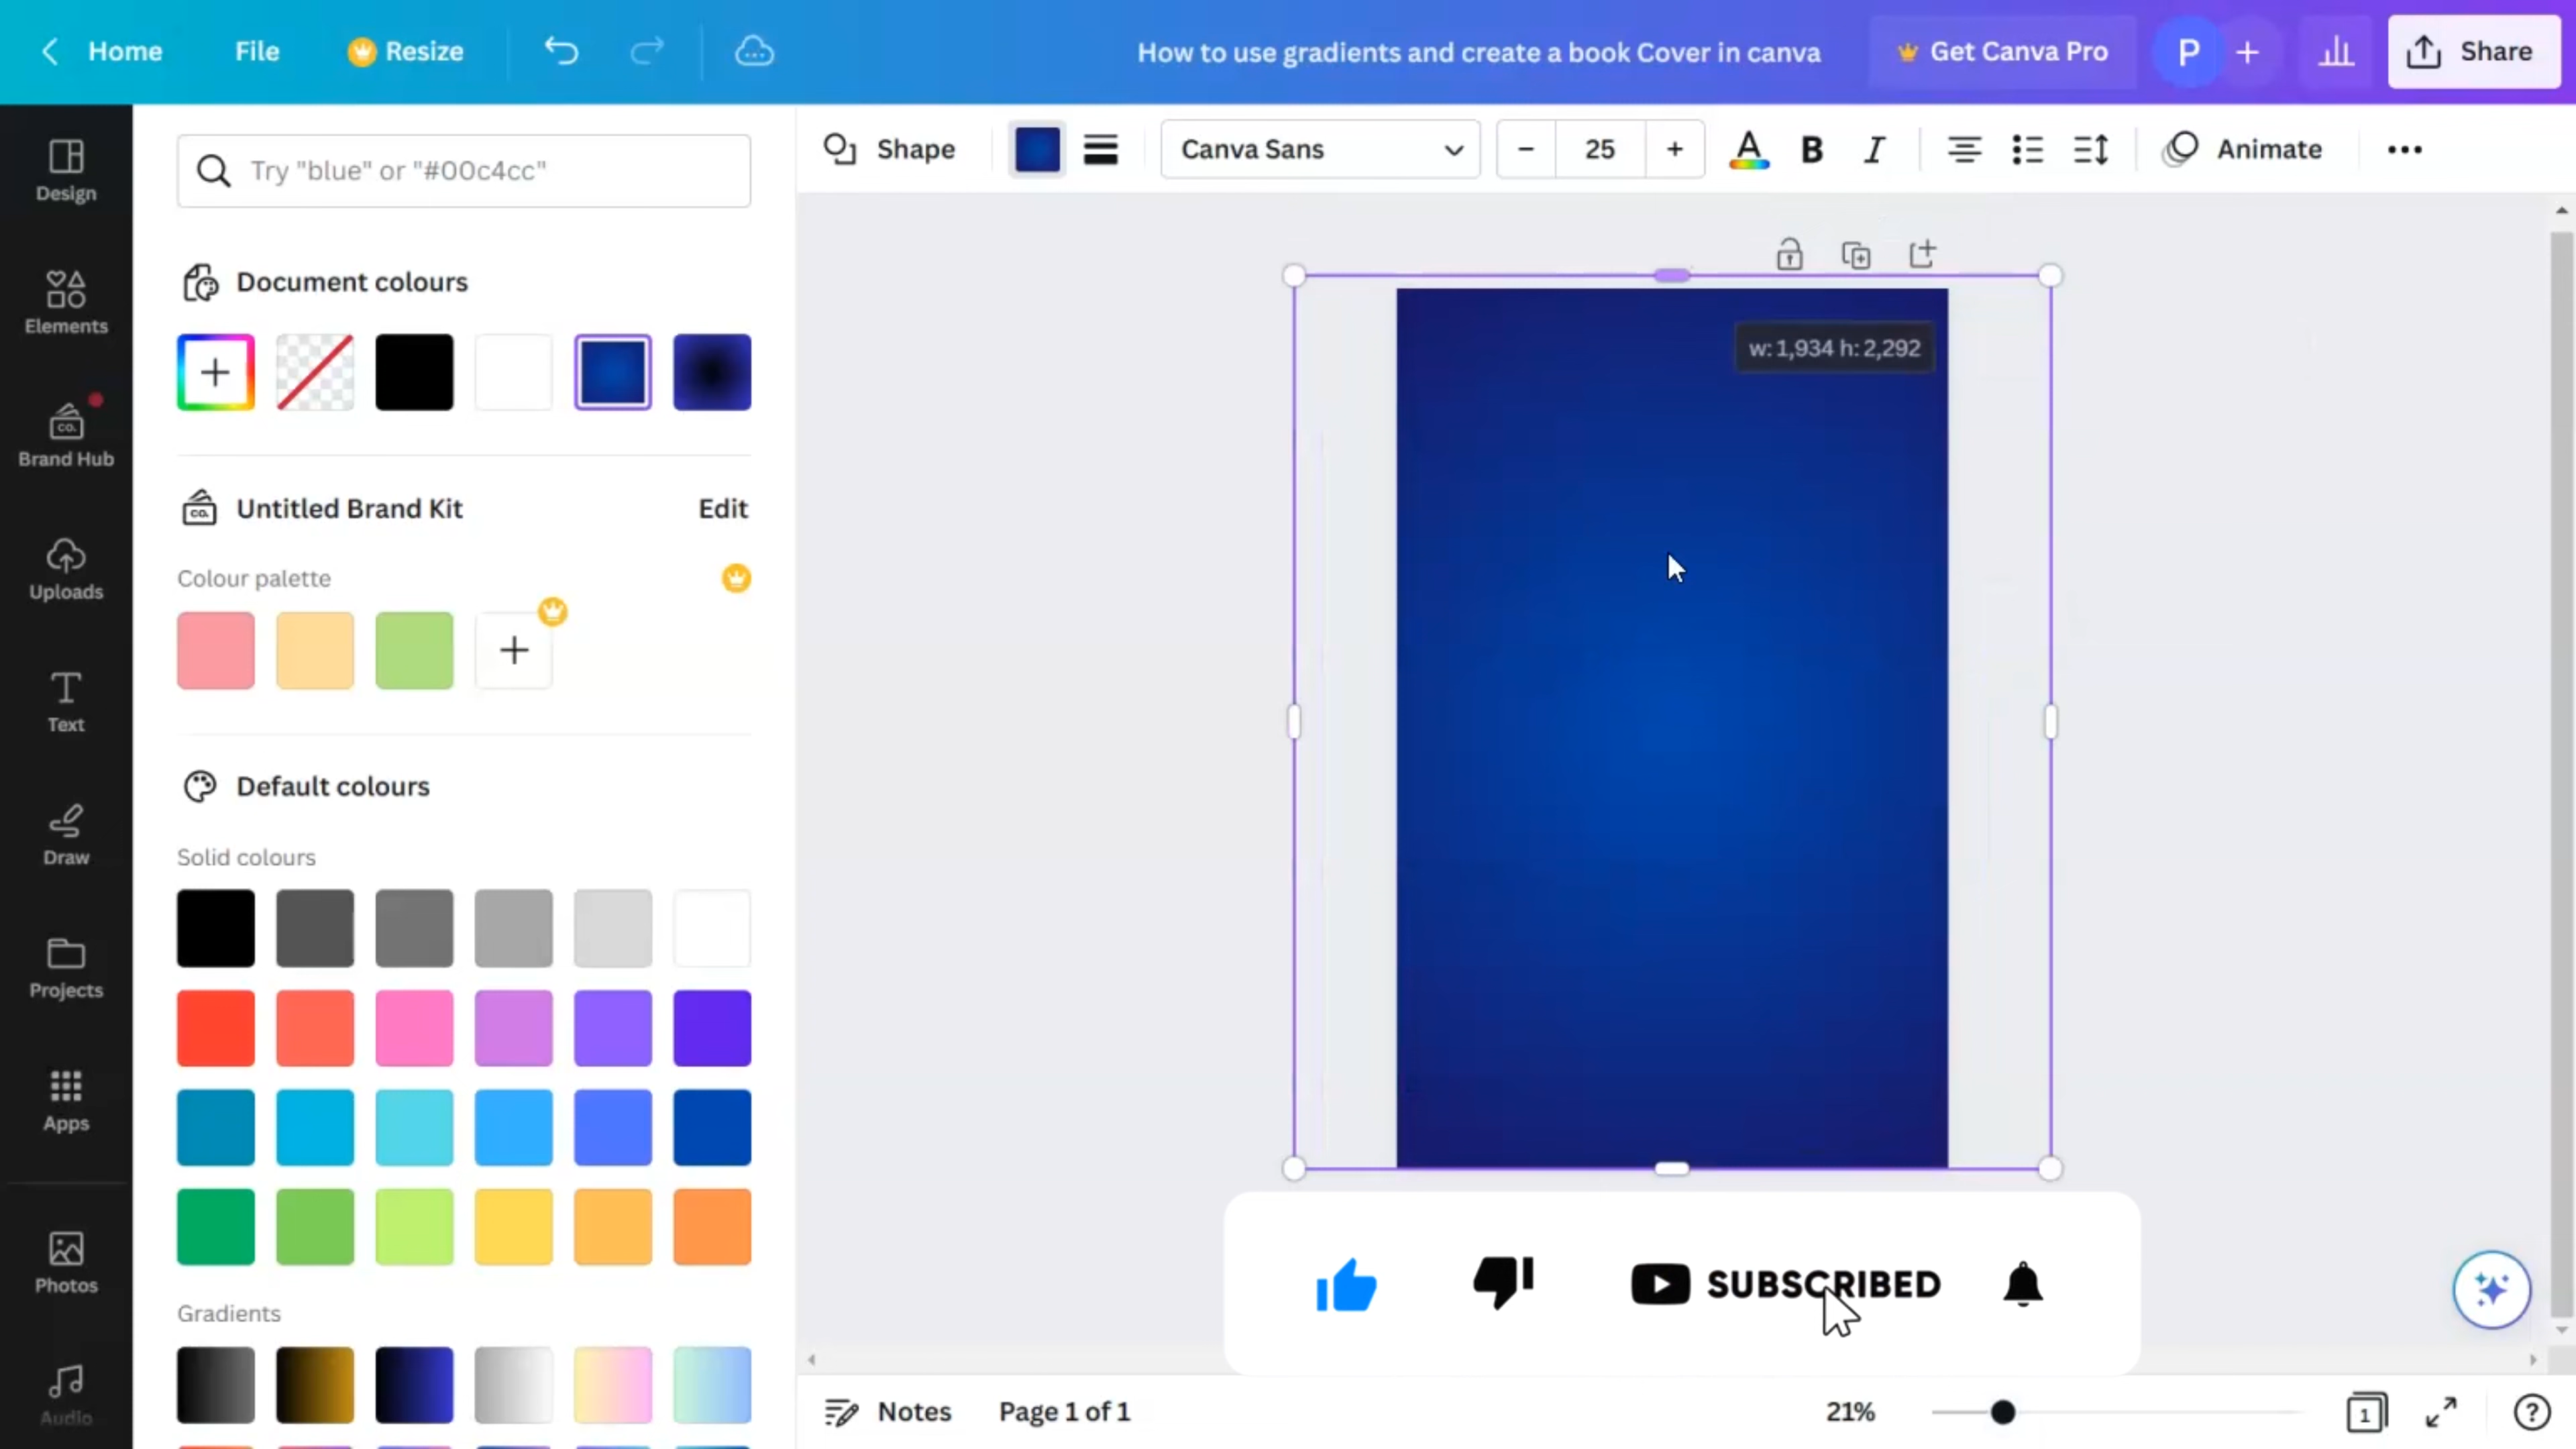 Home
File
Resize
How to use gradients and create a book Cover in canva
Get Canva Pro
P
Share
Design
Elements
CO.
Brand Hub
Uploads
Text
Draw
Projects
Apps
Photos
Audio
Try "blue" or "#00c4cc"
Document colours
CO.
Untitled Brand Kit
Edit
Colour palette
Default colours
Solid colours
Gradients
Shape
Canva Sans
25
A
B
I
Animate
w: 1,934 h: 2,292
SUBSCRIBED
Notes
Page 1 of 1
21%
1
?